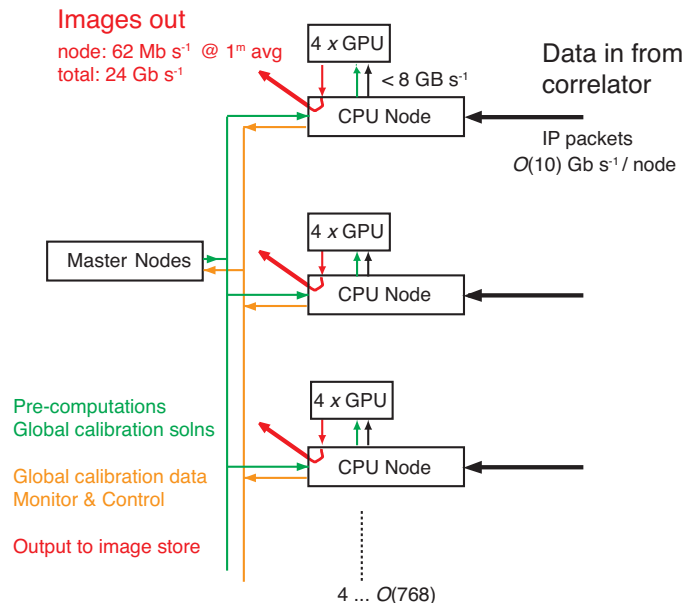 Images out
node: 62 Mb s⁻¹ @ 1ᵐ avg
total: 24 Gb s⁻¹
4 x GPU
< 8 GB s⁻¹
CPU Node
Data in from
correlator
IP packets
O(10) Gb s⁻¹ / node
4 x GPU
CPU Node
Master Nodes
4 x GPU
CPU Node
Pre-computations
Global calibration solns
Global calibration data
Monitor & Control
Output to image store
4 ... O(768)